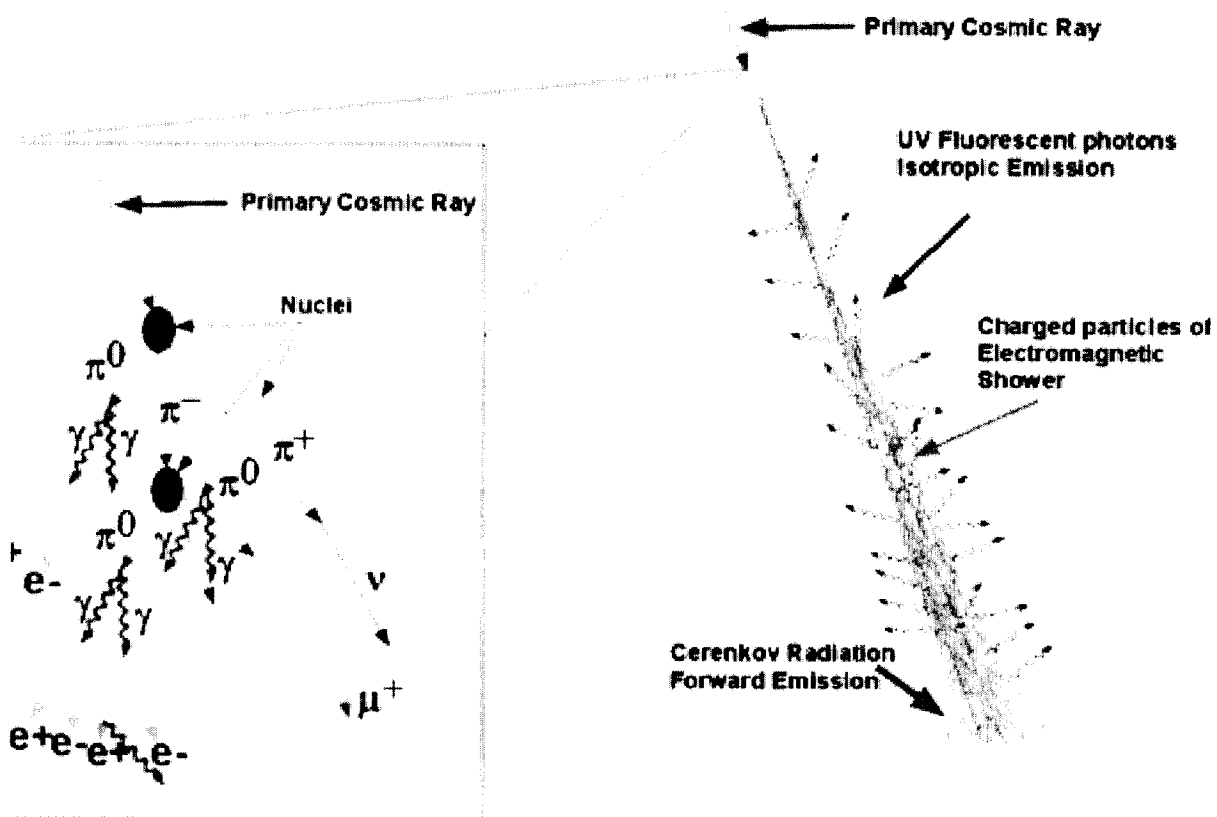 Primary Cosmic Ray
UV Fluorescent photons
Isotropic Emission
Primary Cosmic Ray
Nuclei
Charged particles of
Electromagnetic
Shower
π⁰
π⁻
γ γ
π⁺
π⁰
π⁰
γ γ
+
e-
γ γ
ν
Cerenkov Radiation
Forward Emission
μ⁺
e+e-e+e-